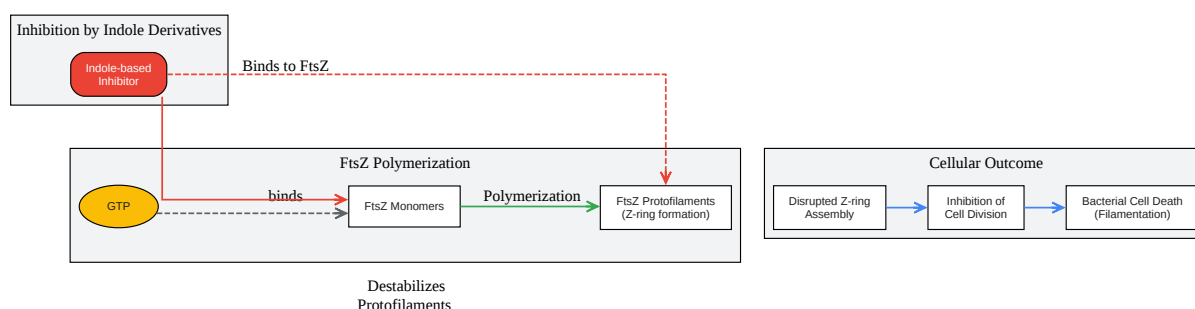 Inhibition by Indole Derivatives
Indole-based
Inhibitor
Binds to FtsZ
FtsZ Polymerization
GTP
binds
FtsZ Monomers
Polymerization
FtsZ Protofilaments
(Z-ring formation)
Cellular Outcome
Disrupted Z-ring
Assembly
Inhibition of
Cell Division
Bacterial Cell Death
(Filamentation)
Destabilizes
Protofilaments